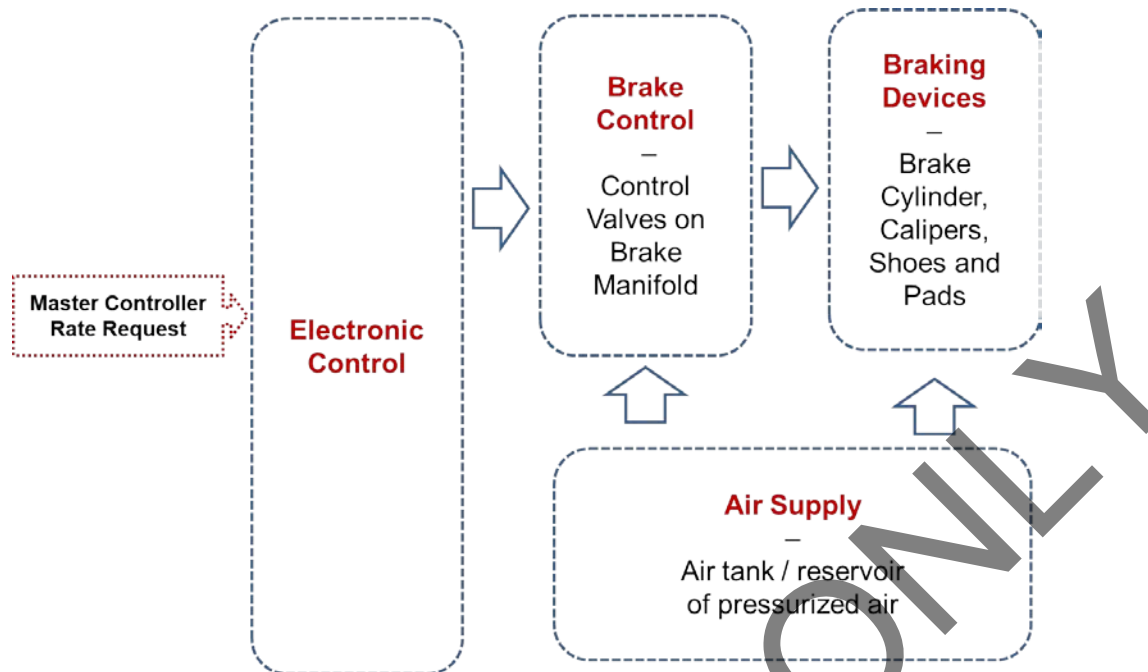 Master Controller
Rate Request
Electronic
Control
Brake
Control
–
Control
Valves on
Brake
Manifold
Braking
Devices
–
Brake
Cylinder,
Calipers,
Shoes and
Pads
Air Supply
–
Air tank / reservoir
of pressurized air
ONLY